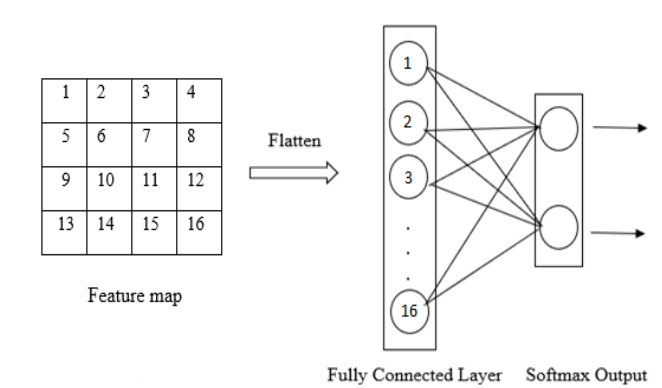 1 2 3 4
5 6 7 8
9 10 11 12
13 14 15 16
Feature map
Flatten
1
2
3
.
.
.
16
Fully Connected Layer
Softmax Output